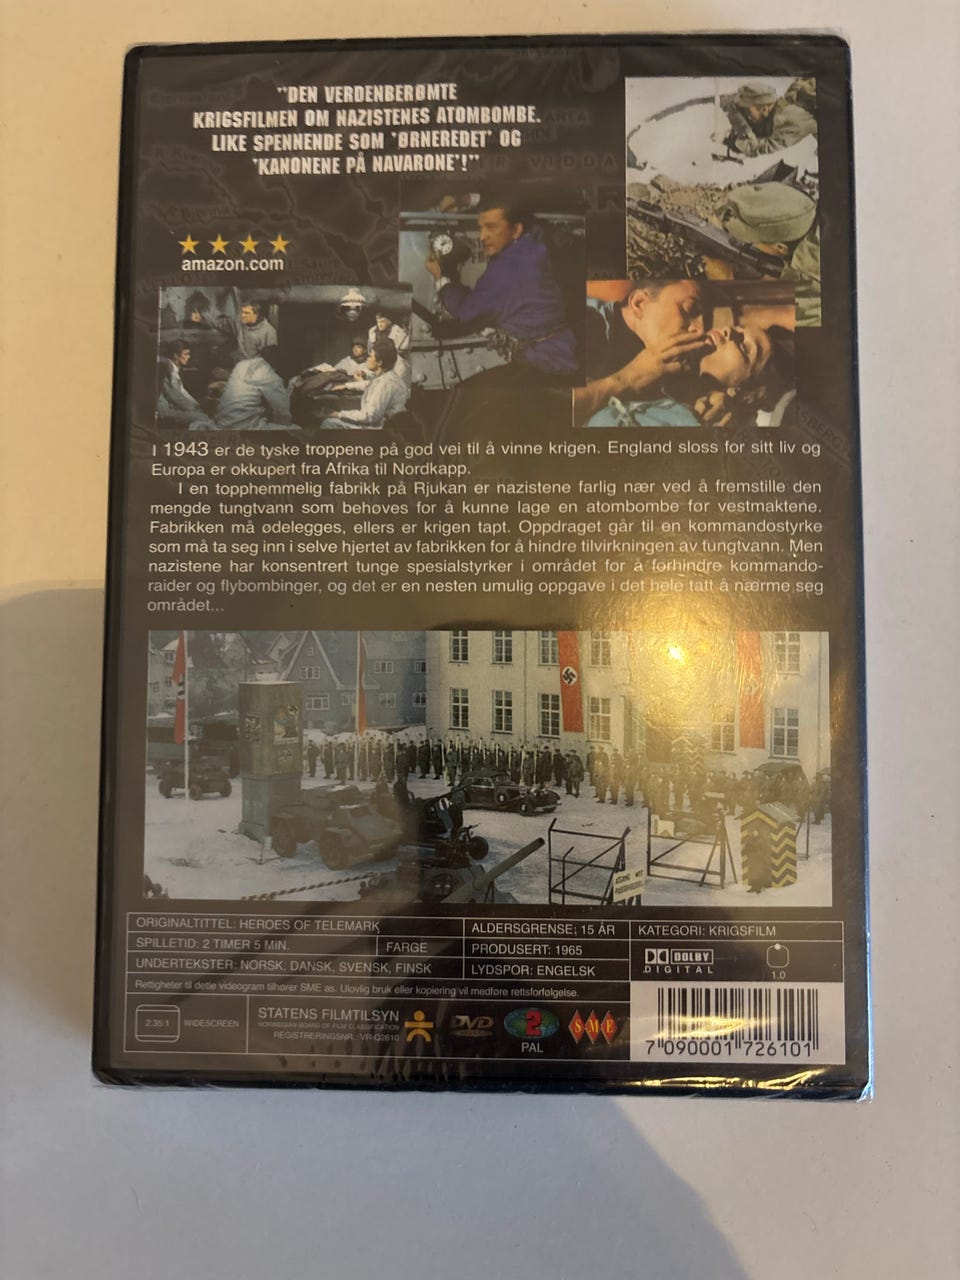 "DEN VERDENBERØMTE
KRIGSFILMEN OM NAZISTENES ATOMBOMBE.
LIKE SPENNENDE SOM 'ØRNEREDET' OG
'KANONENE PÅ NAVARONE'!"
amazon.com
I 1943 er de tyske troppene på god vei til å vinne krigen. England sloss for sitt liv og
Europa er okkupert fra Afrika til Nordkapp.
I en topphemmelig fabrikk på Rjukan er nazistene farlig nær ved å fremstille den
mengde tungtvann som behøves for å kunne lage en atombombe før vestmaktene.
Fabrikken må ødelegges, ellers er krigen tapt. Oppdraget går til en kommandostyrke
som må ta seg inn i selve hjertet av fabrikken for å hindre tilvirkningen av tungtvann. Men
nazistene har konsentrert tunge spesialstyrker i området for å forhindre kommando-
raider og flybombinger, og det er en nesten umulig oppgave i det hele tatt å nærme seg
området...
ORIGINALTITTEL: HEROES OF TELEMARK
ALDERSGRENSE: 15 ÅR
KATEGORI: KRIGSFILM
SPILLETID: 2 TIMER 5 MIN.
FARGE
PRODUSERT: 1965
UNDERTEKSTER: NORSK, DANSK, SVENSK, FINSK
LYDSPOR: ENGELSK
DOLBY
DIGITAL
1.0
Rettigheter til dette videogram tilhører SME as. Ulovlig bruk eller kopiering vil medføre rettsforfølgelse.
2.35:1
WIDESCREEN
STATENS FILMTILSYN
NORWEGIAN BOARD OF FILM CLASSIFICATION
REGISTRERINGSNR. VR-O2610
DVD
2
PAL
SME
7 090001 726101